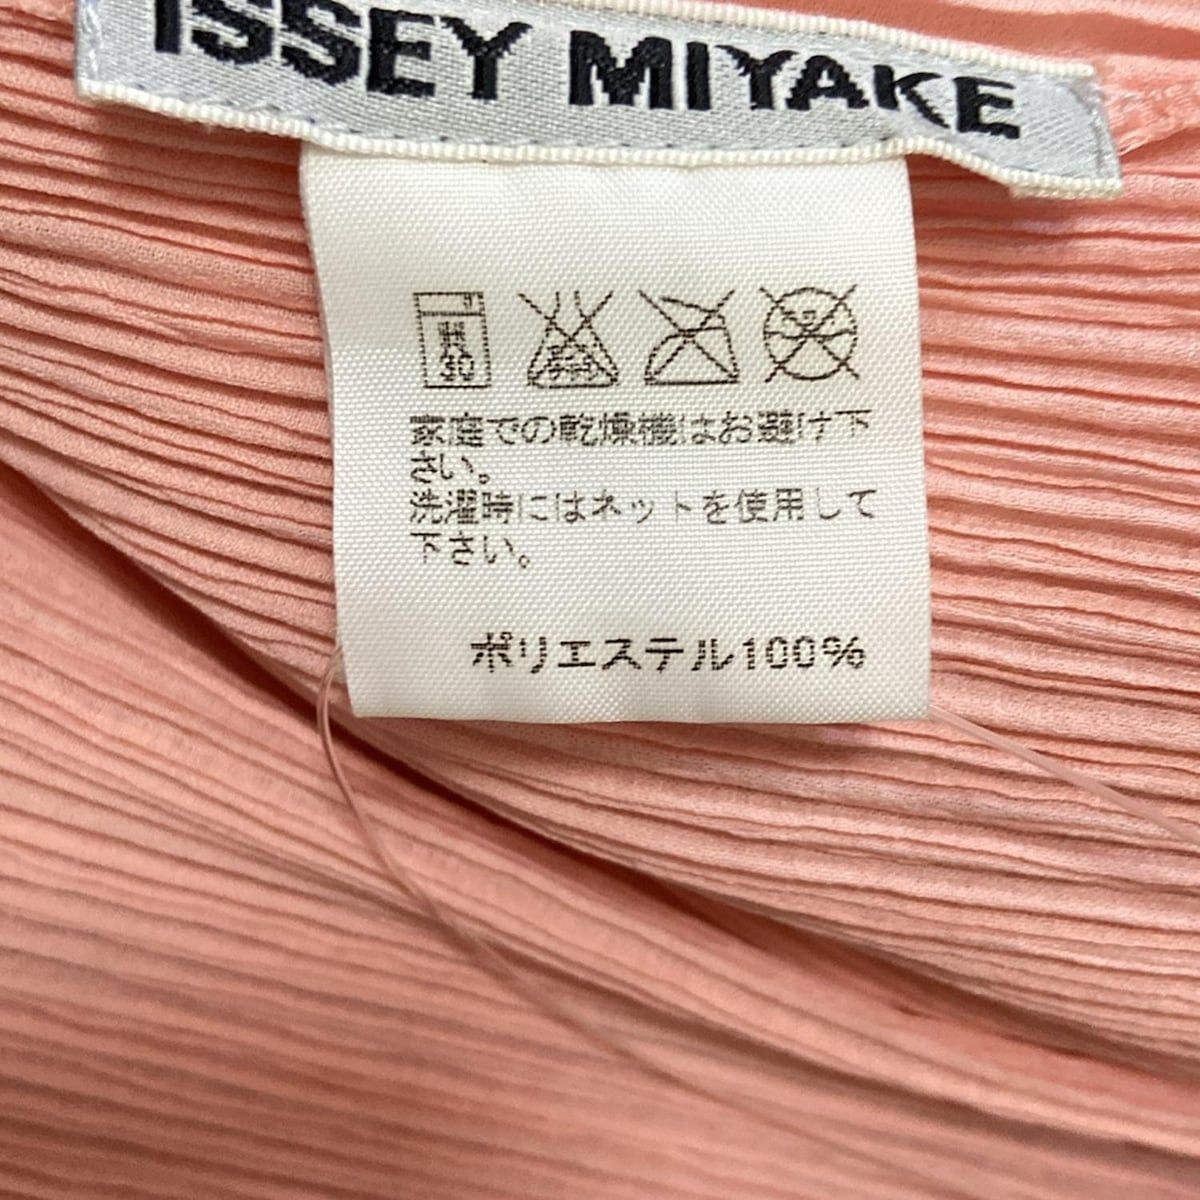 ISSEY MIYAKE
弱
30
家庭での乾燥機はお避け下
さい。
洗濯時にはネットを使用して
下さい。
ポリエステル100%